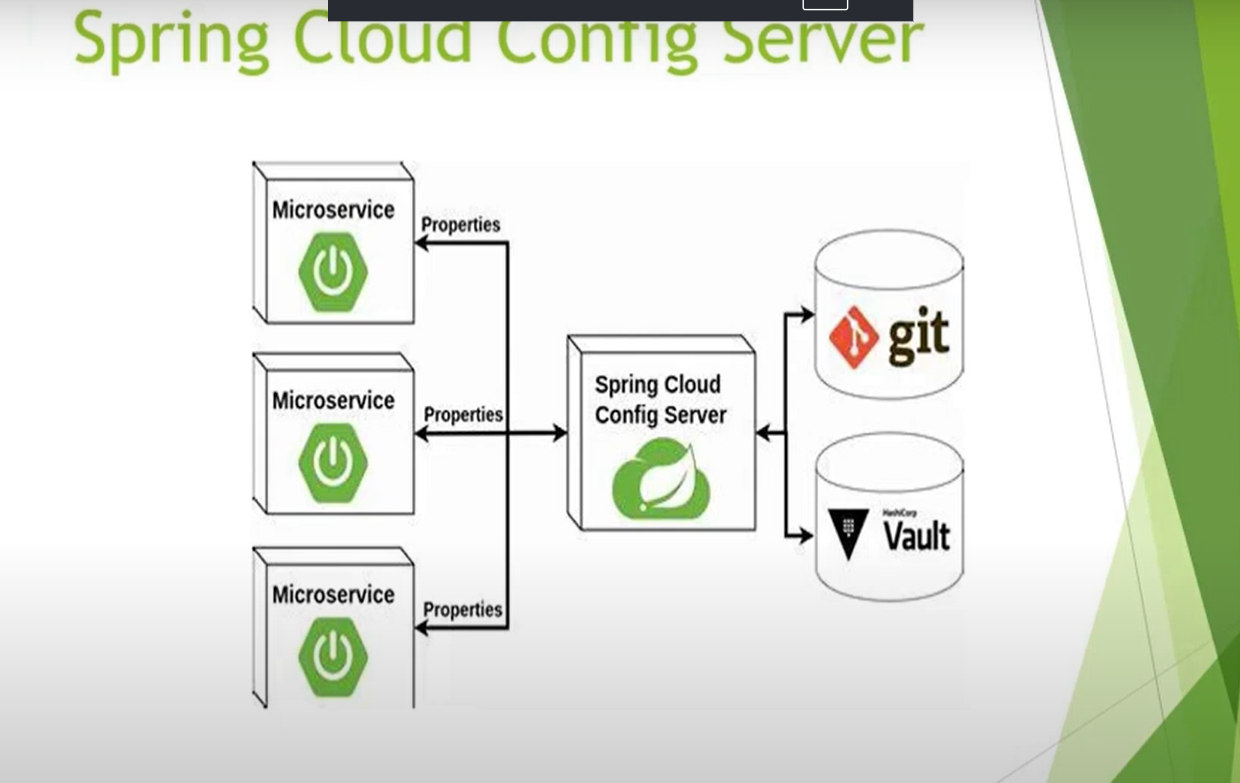 Spring Cloud Config Server
Microservice
Properties
Microservice
Properties
Microservice
Properties
Spring Cloud
Config Server
git
HashiCorp
Vault